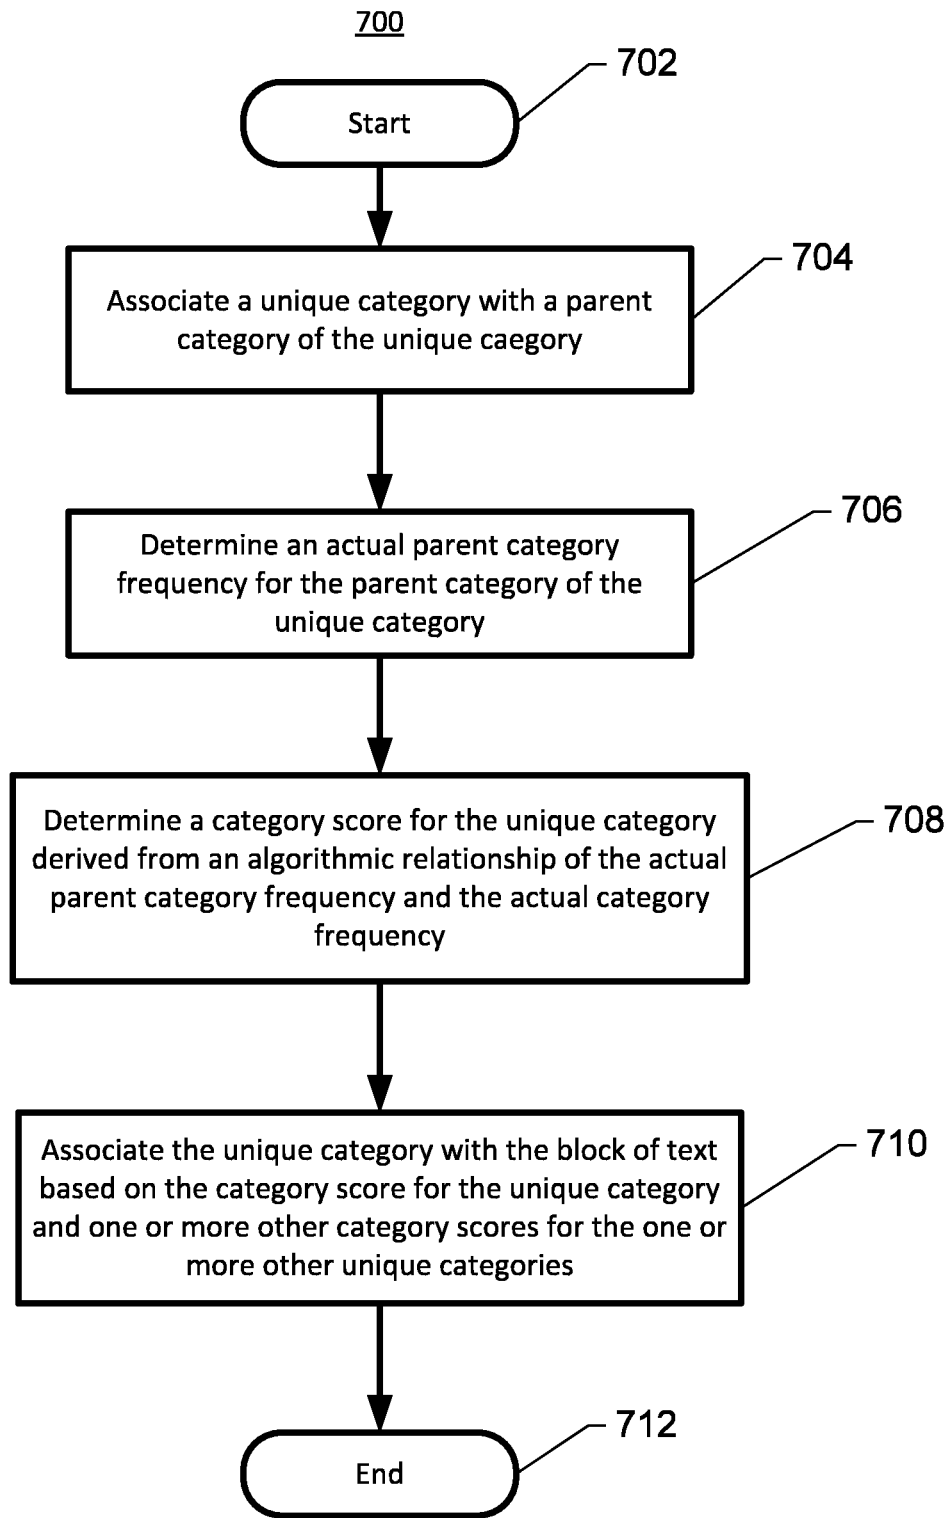 700
Start
702
Associate a unique category with a parent
category of the unique caegory
704
Determine an actual parent category
frequency for the parent category of the
unique category
706
Determine a category score for the unique category
derived from an algorithmic relationship of the actual
parent category frequency and the actual category
frequency
708
Associate the unique category with the block of text
based on the category score for the unique category
and one or more other category scores for the one or
more other unique categories
710
End
712